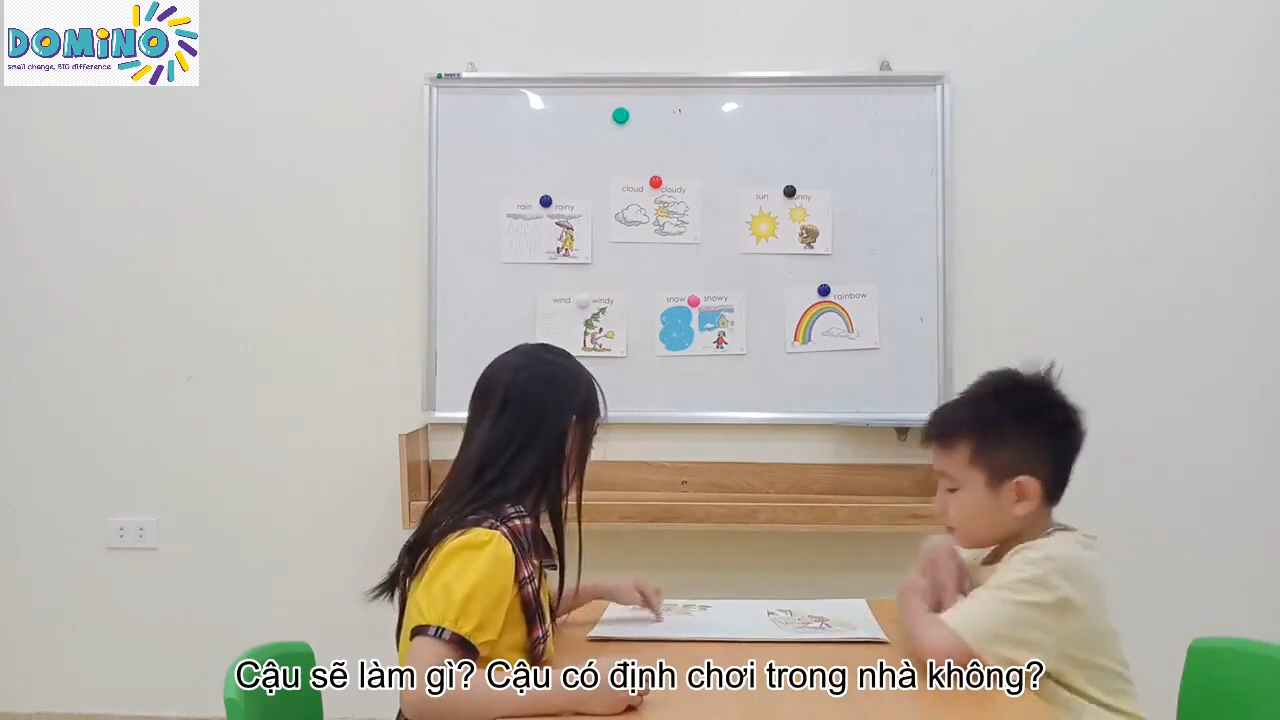 DOMINO
small change, BIG difference
cloud cloudy
rain rainy
sun
wind windy
snow snowy
rainbow
Cậu sẽ làm gì? Cậu có định chơi trong nhà không?